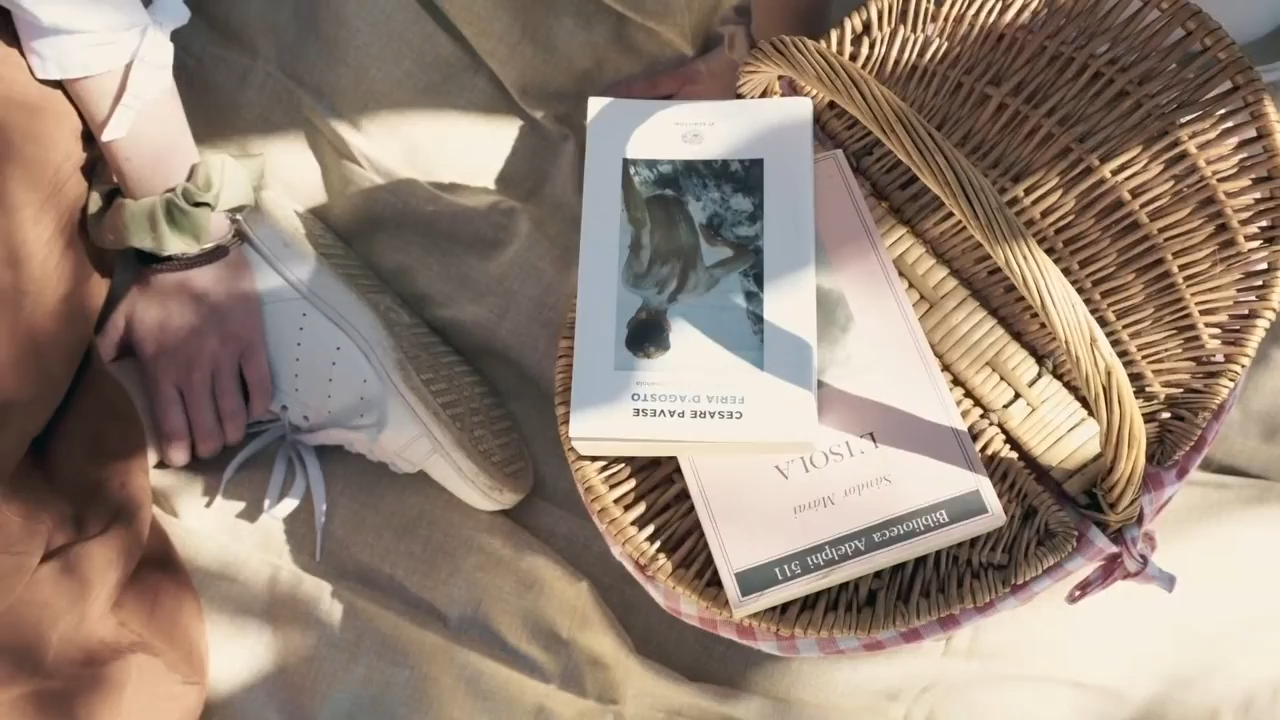 CESARE PAVESE
FERIA D'AGOSTO
Biblioteca Adelphi 511
Sándor Márai
L'ISOLA